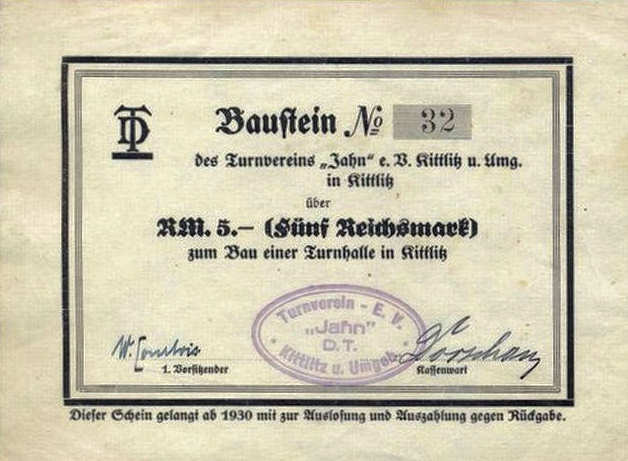 DT
Baustein № 32
des Turnvereins „Jahn" e. V. Kittlitz u. Umg.
in Kittlitz
über
RM. 5.— (Fünf Reichsmark)
zum Bau einer Turnhalle in Kittlitz
Turnverein - E. V.
„Jahn"
D.T.
Kittlitz u. Umgeb.
1. Vorsitzender
Kassenwart
Dieser Schein gelangt ab 1930 mit zur Auslosung und Auszahlung gegen Rückgabe.